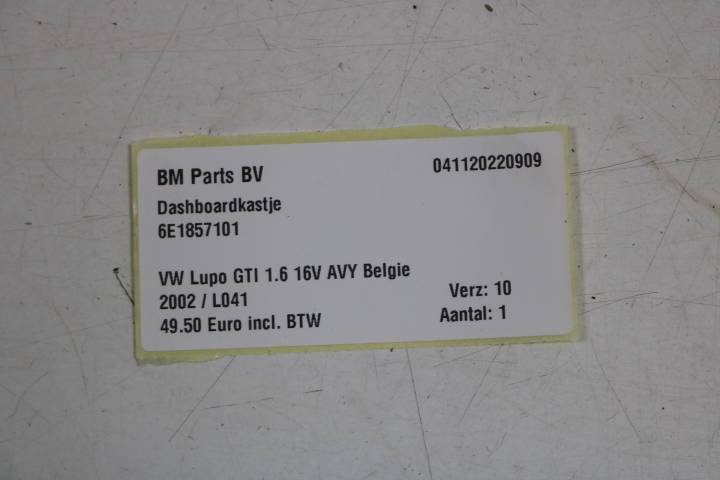 BM Parts BV 041120220909
Dashboardkastje
6E1857101
VW Lupo GTI 1.6 16V AVY Belgie
2002 / L041 Verz: 10
49.50 Euro incl. BTW Aantal: 1